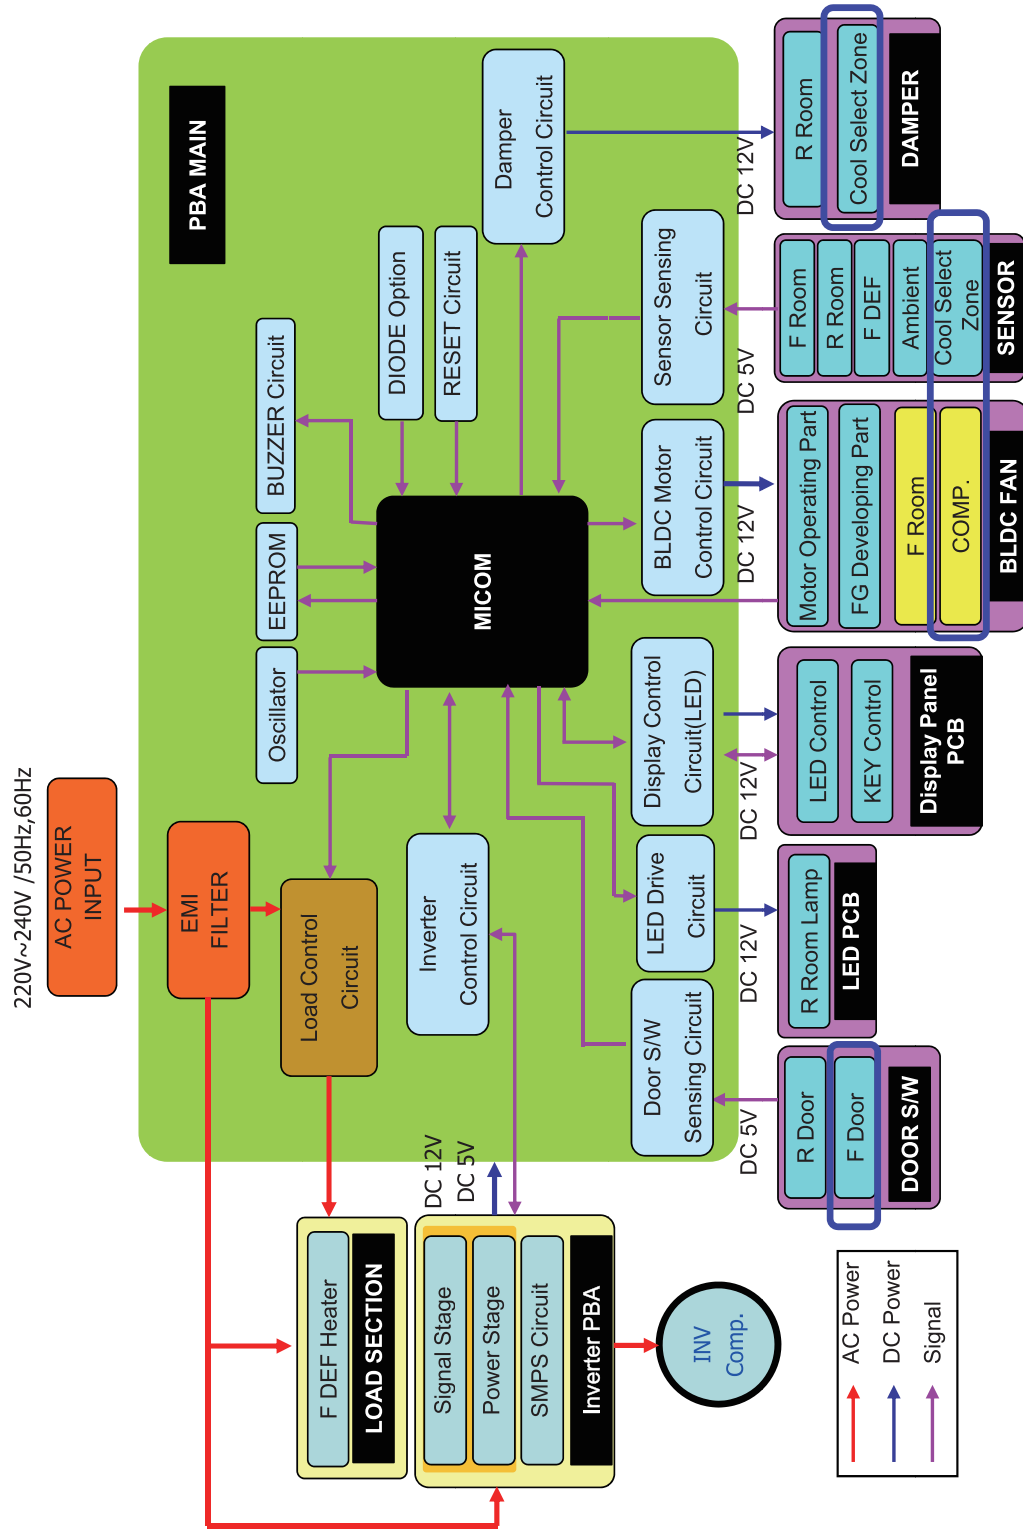 220V~240V /50Hz,60Hz
AC POWER
INPUT
EMI
FILTER
PBA MAIN
Load Control
Circuit
Oscillator
EEPROM
BUZZER Circuit
DIODE Option
RESET Circuit
Damper
Control Circuit
MICOM
Inverter
Control Circuit
Door S/W
Sensing Circuit
LED Drive
Circuit
Display Control
Circuit(LED)
BLDC Motor
Control Circuit
Sensor Sensing
Circuit
F DEF Heater
LOAD SECTION
DC 12V
DC 5V
Signal Stage
Power Stage
SMPS Circuit
Inverter PBA
INV
Comp.
DC 5V
R Door
F Door
DOOR S/W
DC 12V
R Room Lamp
LED PCB
DC 12V
LED Control
KEY Control
Display Panel
PCB
DC 12V
Motor Operating Part
FG Developing Part
F Room
COMP.
BLDC FAN
DC 5V
F Room
R Room
F DEF
Ambient
Cool Select
Zone
SENSOR
DC 12V
R Room
Cool Select Zone
DAMPER
AC Power
DC Power
Signal